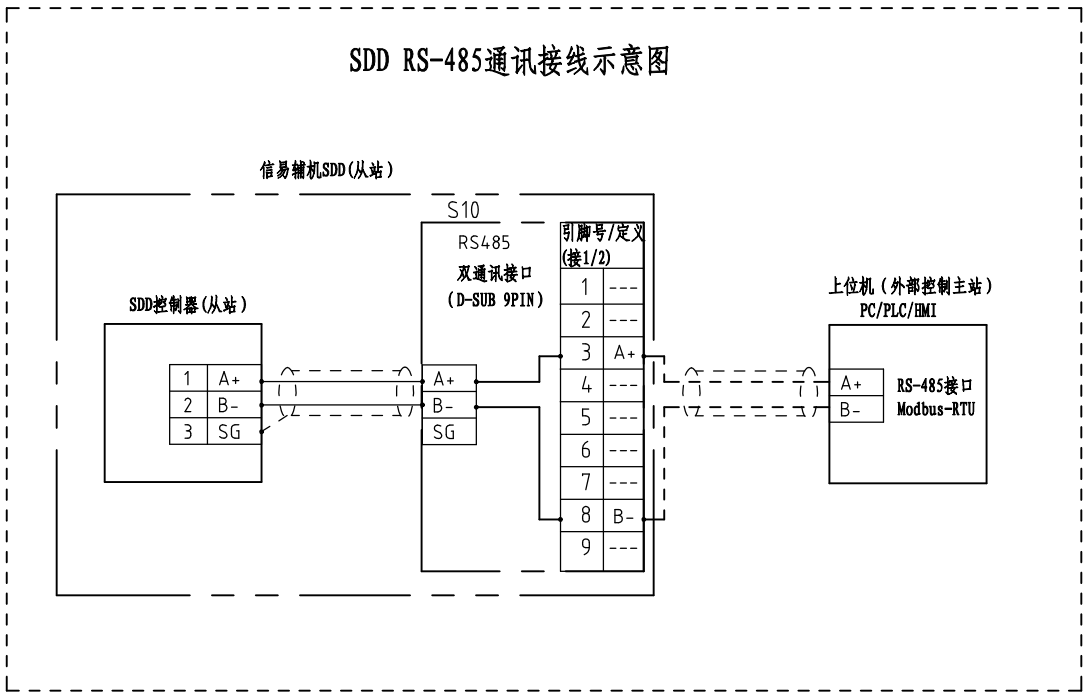 SDD RS-485通讯接线示意图
信易辅机SDD(从站)
S10
RS485
双通讯接口
(D-SUB 9PIN)
引脚号/定义
(接1/2)
1 ---
2 ---
3 A+
4 ---
5 ---
6 ---
7 ---
8 B-
9 ---
SDD控制器(从站)
1 A+
2 B-
3 SG
A+
B-
SG
上位机(外部控制主站)
PC/PLC/HMI
A+
B-
RS-485接口
Modbus-RTU